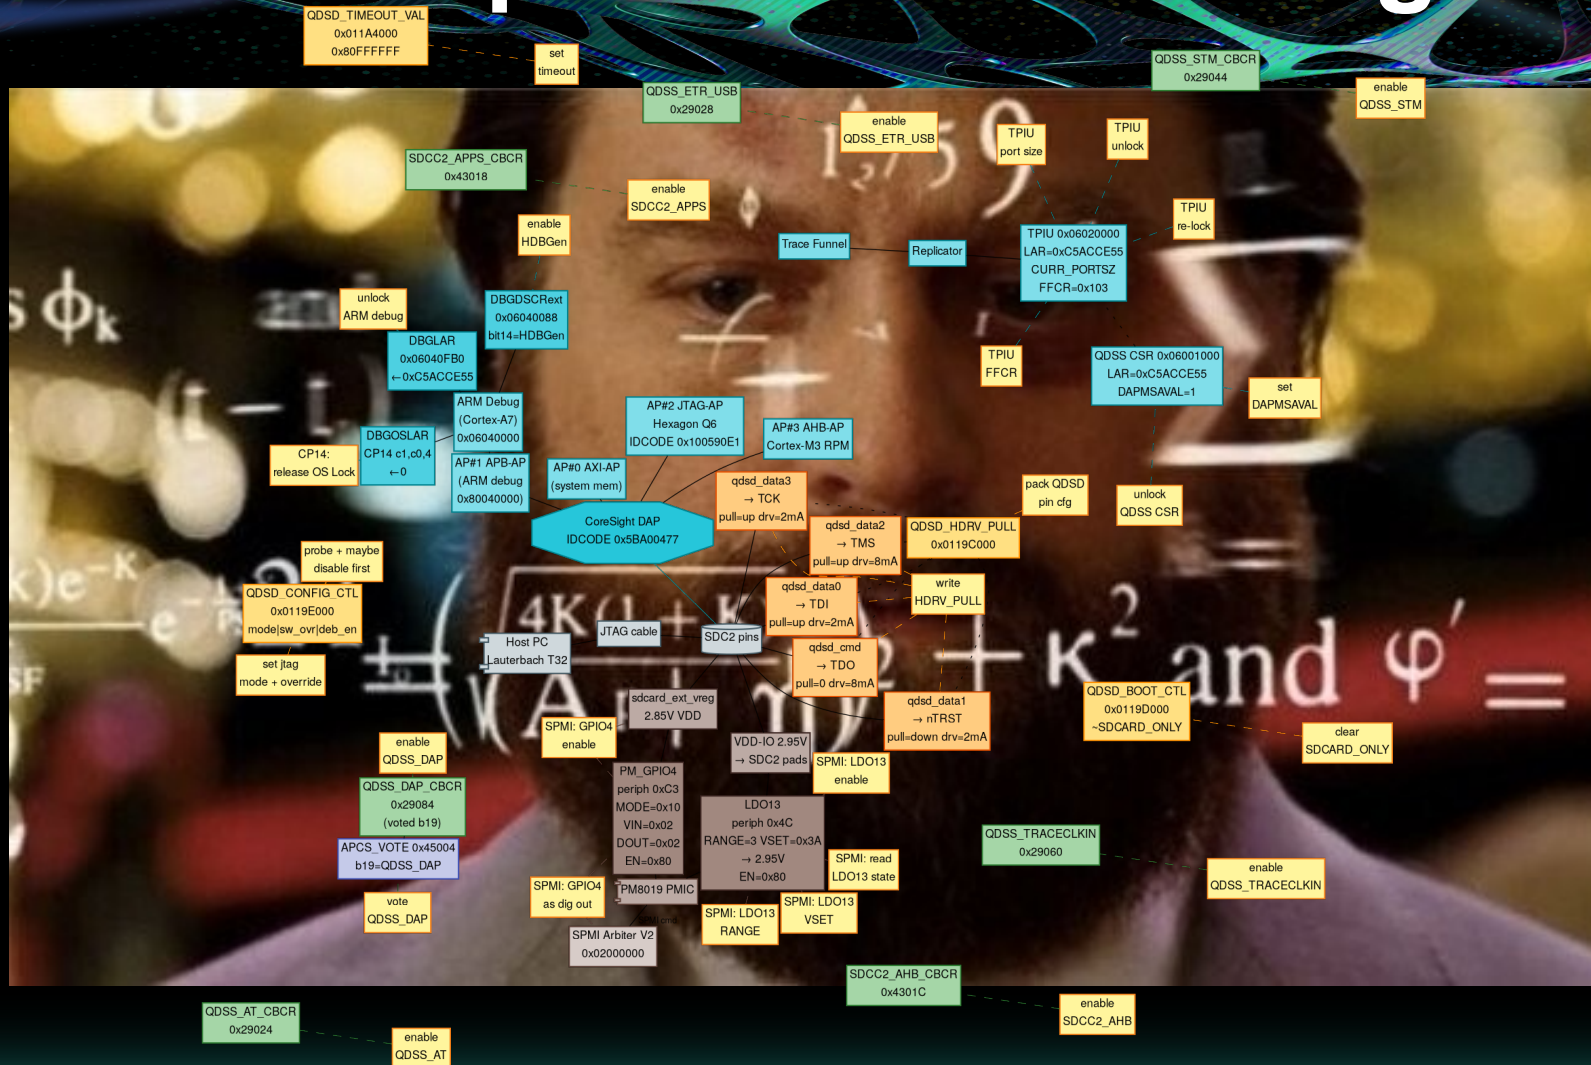 QDSD_TIMEOUT_VAL
0x011A4000
0x80FFFFFF
set
timeout
QDSS_STM_CBCR
0x29044
enable
QDSS_STM
QDSS_ETR_USB
0x29028
enable
QDSS_ETR_USB
TPIU
port size
TPIU
unlock
SDCC2_APPS_CBCR
0x43018
enable
SDCC2_APPS
enable
HDBGen
TPIU
re-lock
Trace Funnel
Replicator
TPIU 0x06020000
LAR=0xC5ACCE55
CURR_PORTSZ
FFCR=0x103
unlock
ARM debug
DBGDSCRext
0x06040088
bit14=HDBGen
DBGLAR
0x06040FB0
←0xC5ACCE55
TPIU
FFCR
QDSS CSR 0x06001000
LAR=0xC5ACCE55
DAPMSAVAL=1
set
DAPMSAVAL
ARM Debug
(Cortex-A7)
0x06040000
AP#2 JTAG-AP
Hexagon Q6
IDCODE 0x100590E1
AP#3 AHB-AP
Cortex-M3 RPM
CP14:
release OS Lock
DBGOSLAR
CP14 c1,c0,4
←0
AP#1 APB-AP
(ARM debug
0x80040000)
AP#0 AXI-AP
(system mem)
qdsd_data3
→ TCK
pull=up drv=2mA
pack QDSD
pin cfg
unlock
QDSS CSR
CoreSight DAP
IDCODE 0x5BA00477
qdsd_data2
→ TMS
pull=up drv=8mA
QDSD_HDRV_PULL
0x0119C000
probe + maybe
disable first
QDSD_CONFIG_CTL
0x0119E000
mode|sw_ovr|deb_en
set jtag
mode + override
qdsd_data0
→ TDI
pull=up drv=2mA
write
HDRV_PULL
Host PC
Lauterbach T32
JTAG cable
SDC2 pins
qdsd_cmd
→ TDO
pull=0 drv=8mA
qdsd_data1
→ nTRST
pull=down drv=2mA
QDSD_BOOT_CTL
0x0119D000
~SDCARD_ONLY
clear
SDCARD_ONLY
sdcard_ext_vreg
2.85V VDD
SPMI: GPIO4
enable
VDD-IO 2.95V
→ SDC2 pads
SPMI: LDO13
enable
enable
QDSS_DAP
QDSS_DAP_CBCR
0x29084
(voted b19)
APCS_VOTE 0x45004
b19=QDSS_DAP
vote
QDSS_DAP
PM_GPIO4
periph 0xC3
MODE=0x10
VIN=0x02
DOUT=0x02
EN=0x80
LDO13
periph 0x4C
RANGE=3 VSET=0x3A
→ 2.95V
EN=0x80
SPMI: read
LDO13 state
QDSS_TRACECLKIN
0x29060
enable
QDSS_TRACECLKIN
SPMI: GPIO4
as dig out
PM8019 PMIC
SPMI: LDO13
RANGE
SPMI: LDO13
VSET
SPMI Arbiter V2
0x02000000
SDCC2_AHB_CBCR
0x4301C
enable
SDCC2_AHB
QDSS_AT_CBCR
0x29024
enable
QDSS_AT
s ϕk
and
k)e−K
4K(1 +
+ κ2 and φ′ =
SF